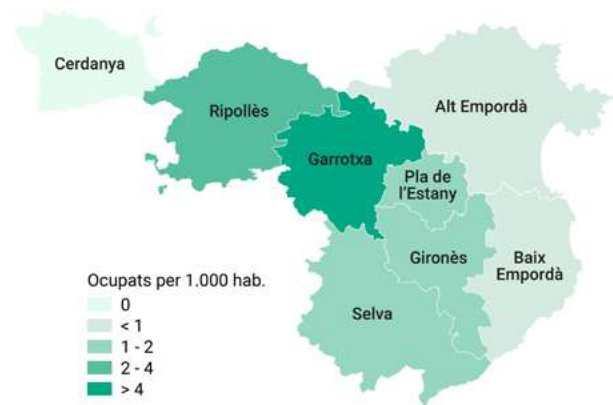 Cerdanya
Ripollès
Alt Empordà
Garrotxa
Pla de
l'Estany
Gironès
Baix
Empordà
Selva
Ocupats per 1.000 hab.
0
< 1
1 - 2
2 - 4
> 4